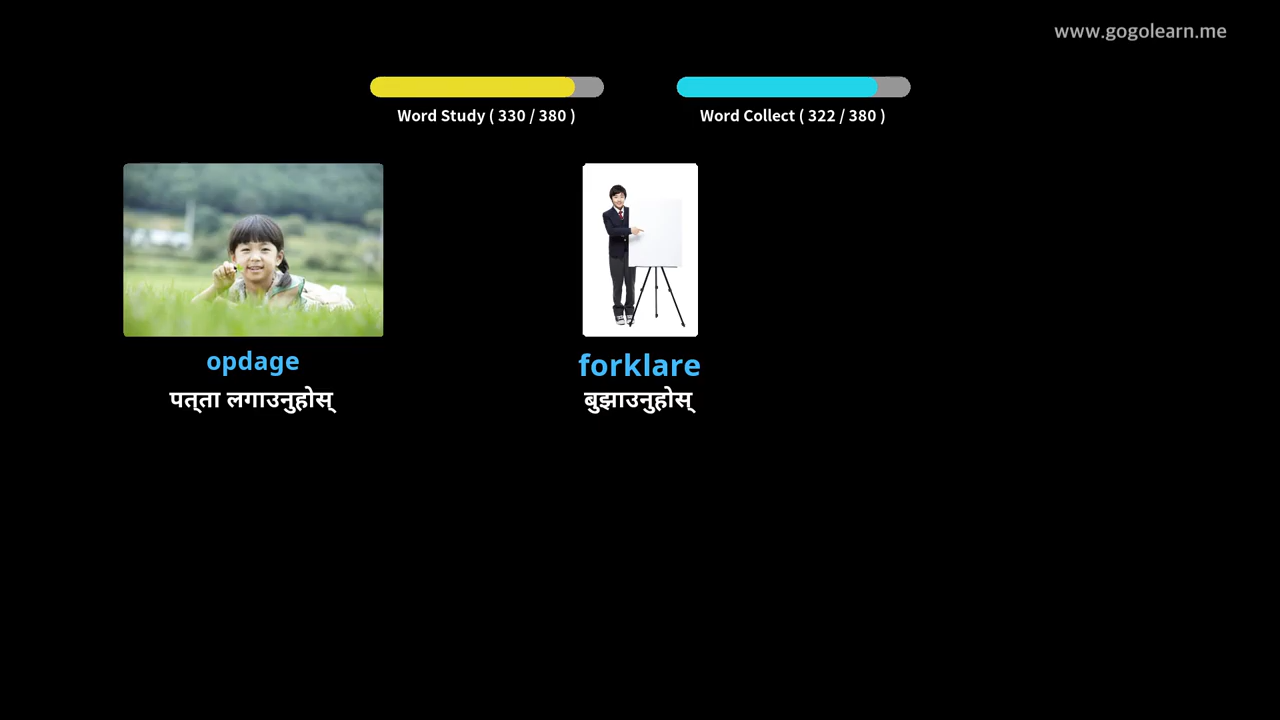 www.gogolearn.me
Word Study ( 330 / 380 )
Word Collect ( 322 / 380 )
opdage
पत्ता लगाउनुहोस्
forklare
बुझाउनुहोस्